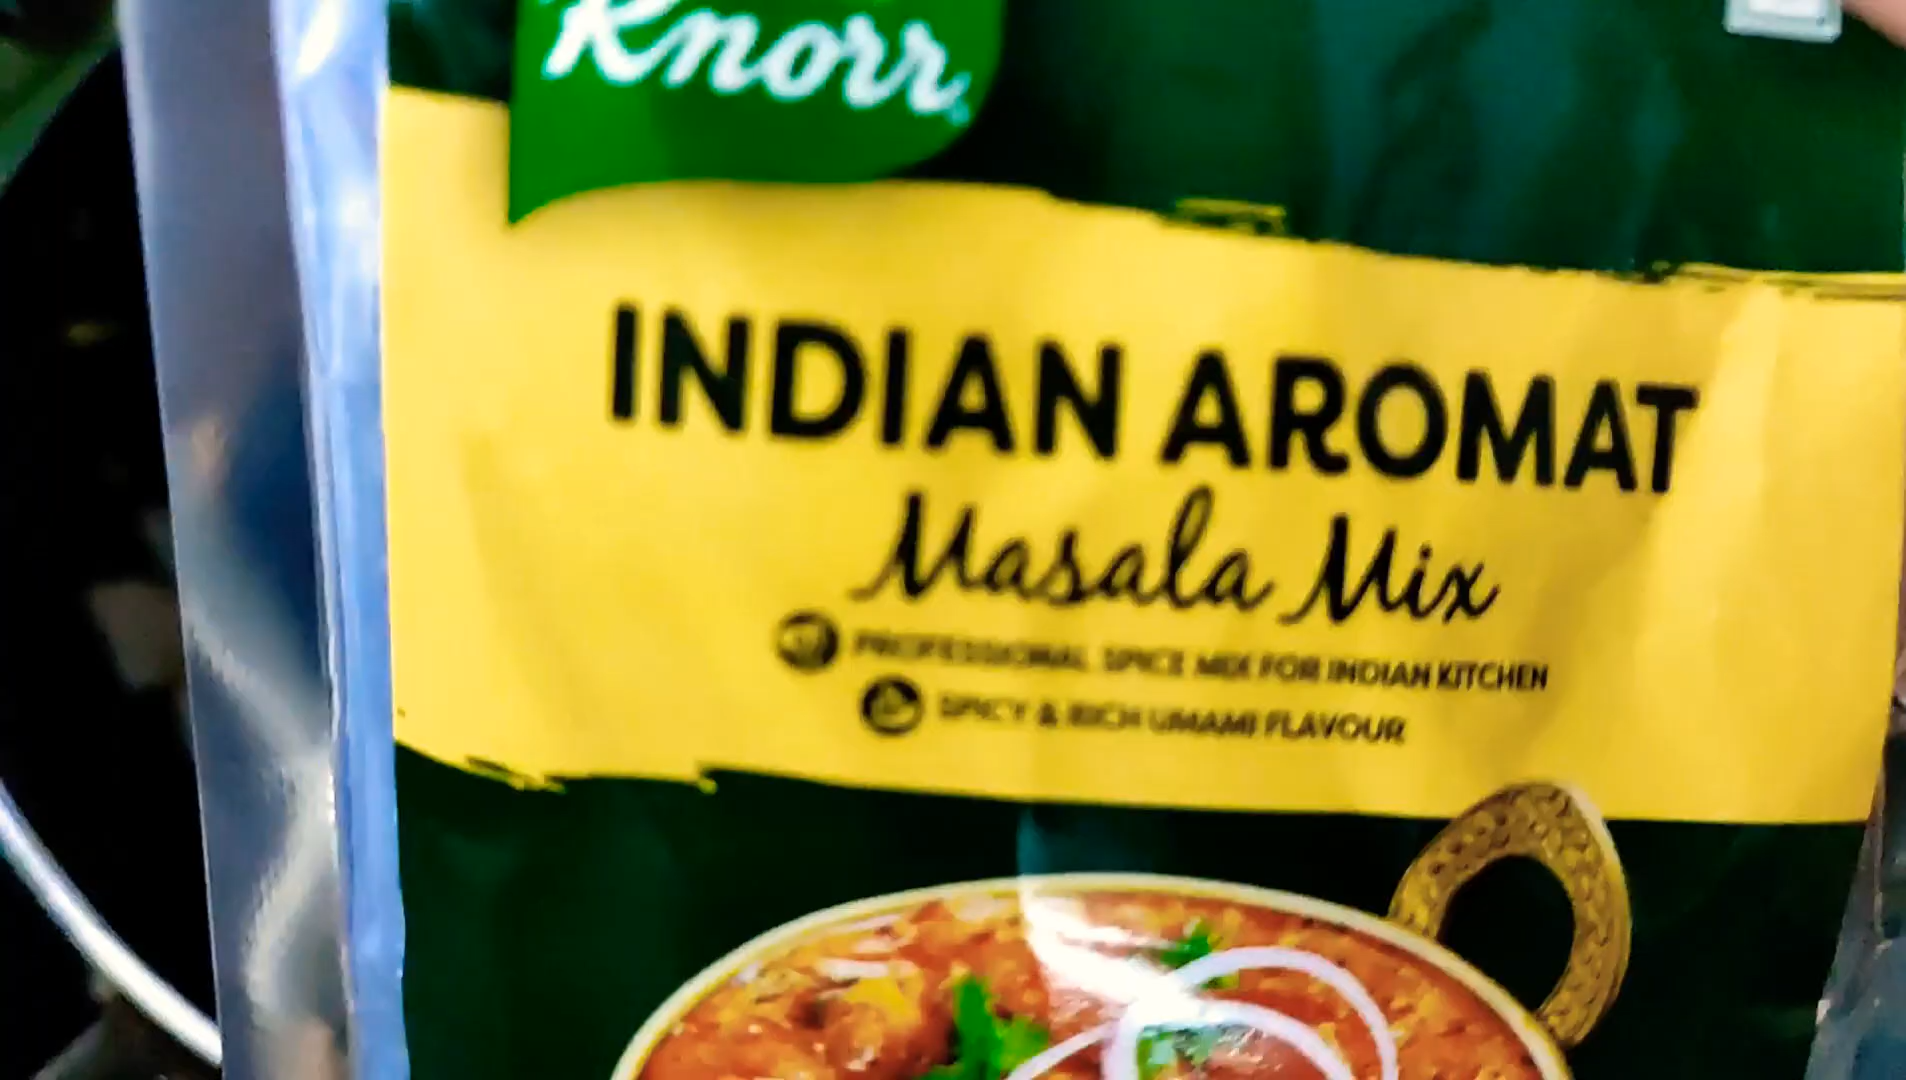 Knorr
INDIAN AROMAT
Masala Mix
PROFESSIONAL SPICE MIX FOR INDIAN KITCHEN
SPICY & RICH UMAMI FLAVOUR